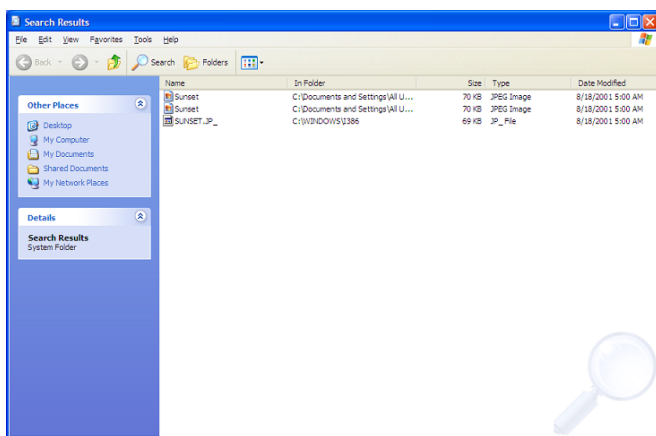 Search Results
File Edit View Favorites Tools Help
Back Search Folders
Name In Folder Size Type Date Modified
Sunset C:\Documents and Settings\All U... 70 KB JPEG Image 8/18/2001 5:00 AM
Sunset C:\Documents and Settings\All U... 70 KB JPEG Image 8/18/2001 5:00 AM
SUNSET.JP_ C:\WINDOWS\I386 69 KB JP_ File 8/18/2001 5:00 AM
Other Places
Desktop
My Computer
My Documents
Shared Documents
My Network Places
Details
Search Results
System Folder